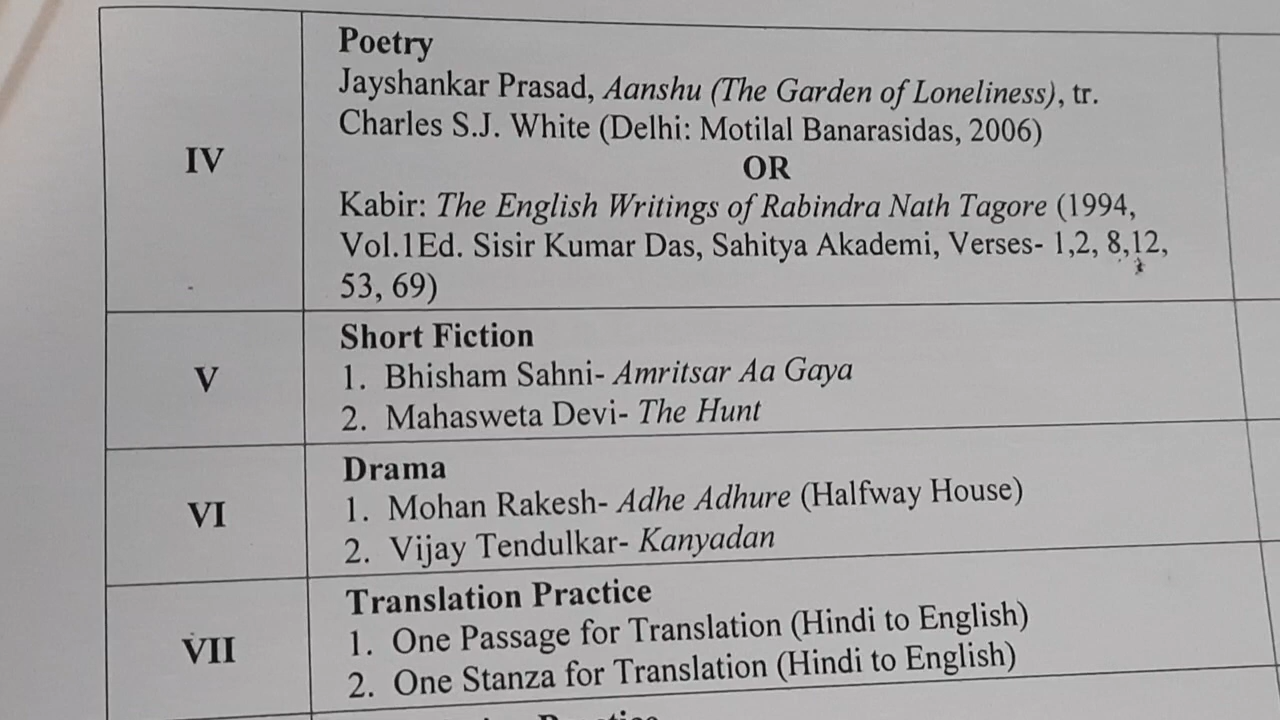 Poetry
Jayshankar Prasad, Aanshu (The Garden of Loneliness), tr.
Charles S.J. White (Delhi: Motilal Banarasidas, 2006)
OR
IV
Kabir: The English Writings of Rabindra Nath Tagore (1994,
Vol.1Ed. Sisir Kumar Das, Sahitya Akademi, Verses- 1,2, 8,12,
53, 69)
Short Fiction
V
1. Bhisham Sahni- Amritsar Aa Gaya
2. Mahasweta Devi- The Hunt
Drama
VI
1. Mohan Rakesh- Adhe Adhure (Halfway House)
2. Vijay Tendulkar- Kanyadan
Translation Practice
VII
1. One Passage for Translation (Hindi to English)
2. One Stanza for Translation (Hindi to English)